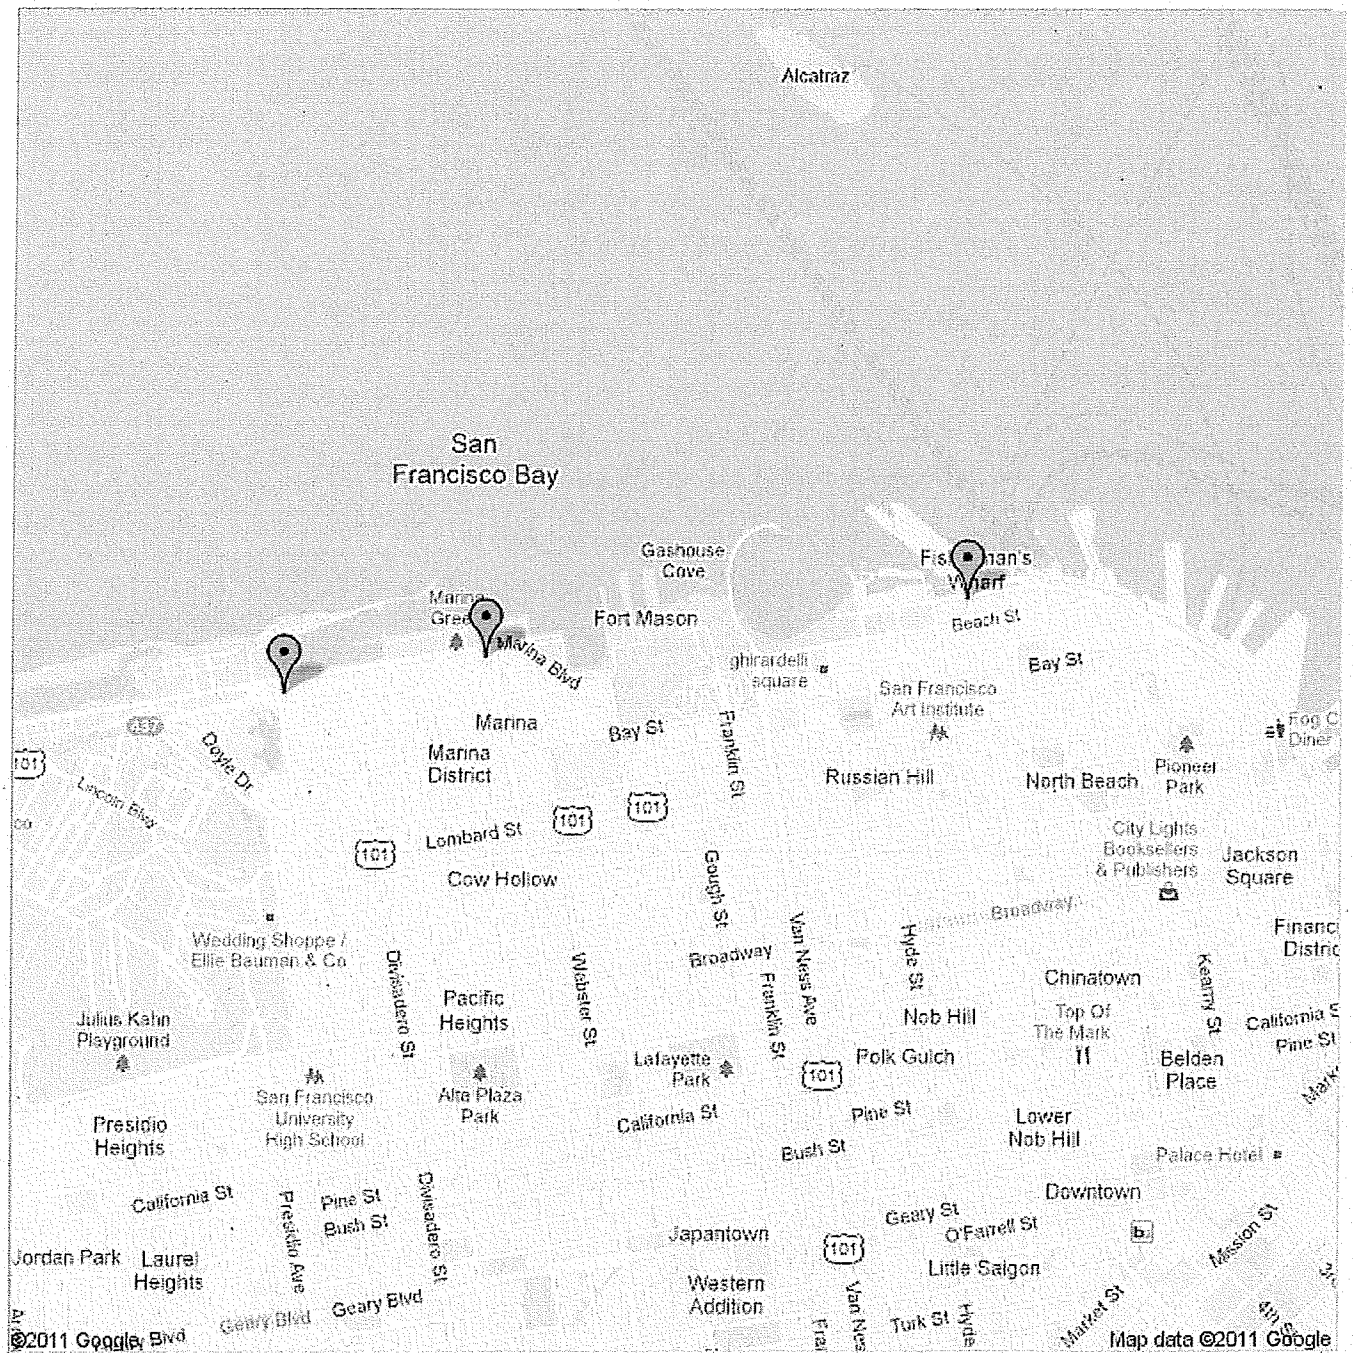 Alcatraz
San
Francisco Bay
Gashouse
Cove
Wharf
Marina
Fort Mason
Beach St
Marina Blvd
ghirardelli
square
Bay St
San Francisco
Art Institute
Marina
Bay St
Franklin St
Fog C
Diner
101
Doyle Dr
Marina
District
Russian Hill
North Beach
Pioneer
Park
Lincoln Blvd
101
101
Lombard St
101
City Lights
Booksellers
& Publishers
Jackson
Square
Cow Hollow
Gough St
Broadway
Wedding Shoppe /
Ellie Bauman & Co
Divisadero St
Webster St
Broadway
Van Ness Ave
Hyde St
Financ
Distric
Chinatown
Kearny St
Pacific
Heights
Franklin St
Nob Hill
Top Of
The Mark
California S
Pine St
Julius Kahn
Playground
Lafayette
Park
Polk Gulch
Belden
Place
101
Mark
San Francisco
University
High School
Alta Plaza
Park
California St
Pine St
Presidio
Heights
Lower
Nob Hill
Bush St
Palace Hotel
California St
Presidio Ave
Pine St
Bush St
Divisadero St
Downtown
Geary St
O'Farrell St
Japantown
101
Mission St
Jordan Park
Laurel
Heights
Little Saigon
Western
Addition
Geary Blvd
Geary Blvd
Van Nes
Turk St
Hyde
Market St
4th St
Frar
©2011 Google
Blvd
Map data ©2011 Google